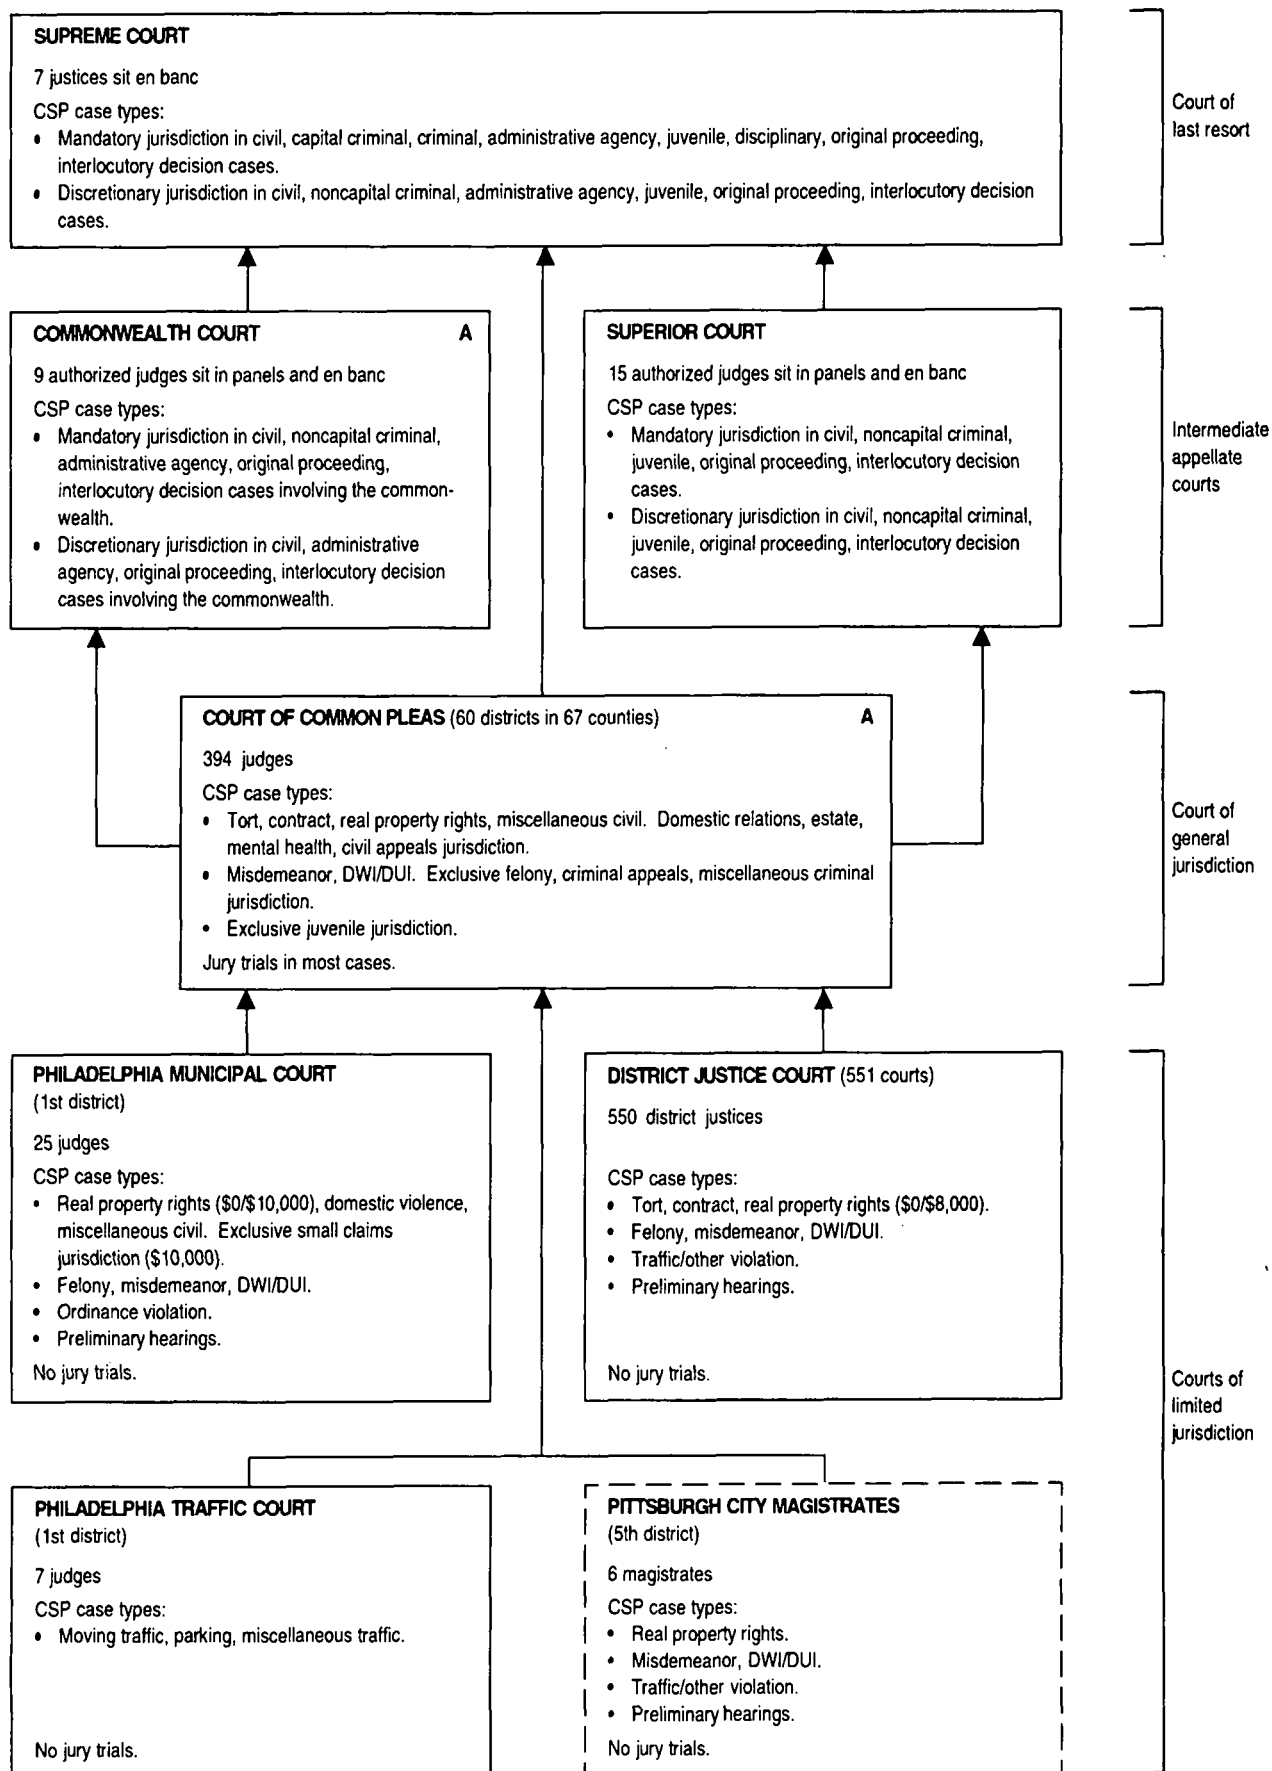 SUPREME COURT
7 justices sit en banc
CSP case types:
• Mandatory jurisdiction in civil, capital criminal, criminal, administrative agency, juvenile, disciplinary, original proceeding,
interlocutory decision cases.
• Discretionary jurisdiction in civil, noncapital criminal, administrative agency, juvenile, original proceeding, interlocutory decision
cases.
Court of
last resort
COMMONWEALTH COURT A
9 authorized judges sit in panels and en banc
CSP case types:
• Mandatory jurisdiction in civil, noncapital criminal,
administrative agency, original proceeding,
interlocutory decision cases involving the common-
wealth.
• Discretionary jurisdiction in civil, administrative
agency, original proceeding, interlocutory decision
cases involving the commonwealth.
SUPERIOR COURT
15 authorized judges sit in panels and en banc
CSP case types:
• Mandatory jurisdiction in civil, noncapital criminal,
juvenile, original proceeding, interlocutory decision
cases.
• Discretionary jurisdiction in civil, noncapital criminal,
juvenile, original proceeding, interlocutory decision
cases.
Intermediate
appellate
courts
COURT OF COMMON PLEAS (60 districts in 67 counties) A
394 judges
CSP case types:
• Tort, contract, real property rights, miscellaneous civil. Domestic relations, estate,
mental health, civil appeals jurisdiction.
• Misdemeanor, DWI/DUI. Exclusive felony, criminal appeals, miscellaneous criminal
jurisdiction.
• Exclusive juvenile jurisdiction.
Jury trials in most cases.
Court of
general
jurisdiction
PHILADELPHIA MUNICIPAL COURT
(1st district)
25 judges
CSP case types:
• Real property rights ($0/$10,000), domestic violence,
miscellaneous civil. Exclusive small claims
jurisdiction ($10,000).
• Felony, misdemeanor, DWI/DUI.
• Ordinance violation.
• Preliminary hearings.
No jury trials.
DISTRICT JUSTICE COURT (551 courts)
550 district justices
CSP case types:
• Tort, contract, real property rights ($0/$8,000).
• Felony, misdemeanor, DWI/DUI.
• Traffic/other violation.
• Preliminary hearings.
No jury trials.
Courts of
limited
jurisdiction
PHILADELPHIA TRAFFIC COURT
(1st district)
7 judges
CSP case types:
• Moving traffic, parking, miscellaneous traffic.
No jury trials.
PITTSBURGH CITY MAGISTRATES
(5th district)
6 magistrates
CSP case types:
• Real property rights.
• Misdemeanor, DWI/DUI.
• Traffic/other violation.
• Preliminary hearings.
No jury trials.